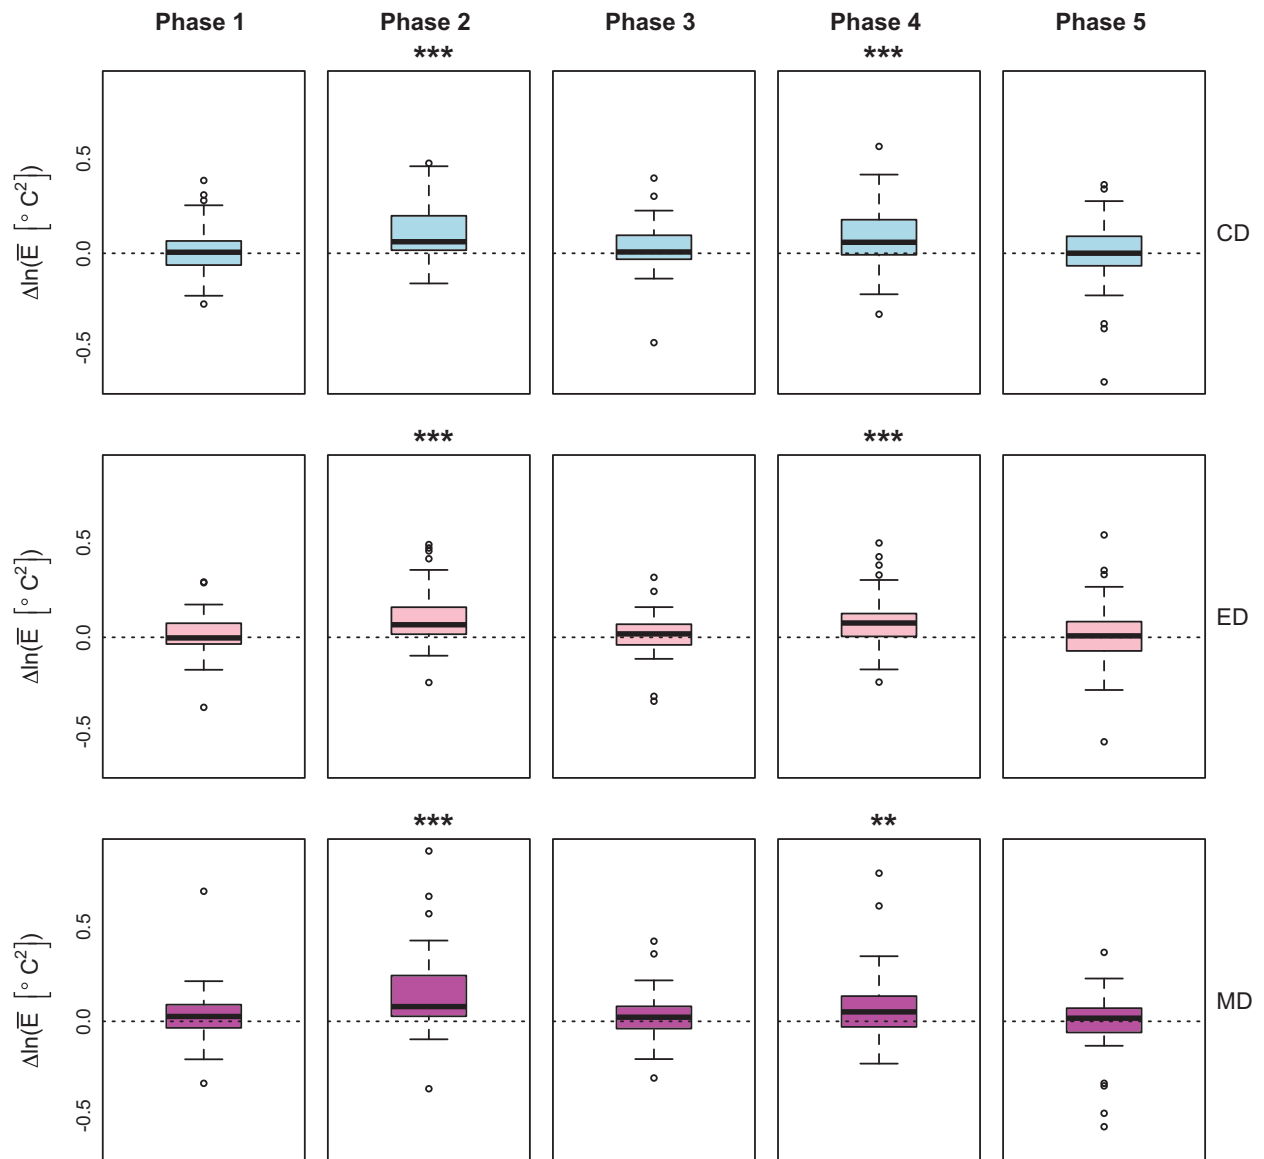 Phase 1 Phase 2 Phase 3 Phase 4 Phase 5
*** ***
Δln(E̅ [°C²])
0.5
0.0
-0.5
CD
*** ***
Δln(E̅ [°C²])
0.5
0.0
-0.5
ED
*** **
Δln(E̅ [°C²])
0.5
0.0
-0.5
MD